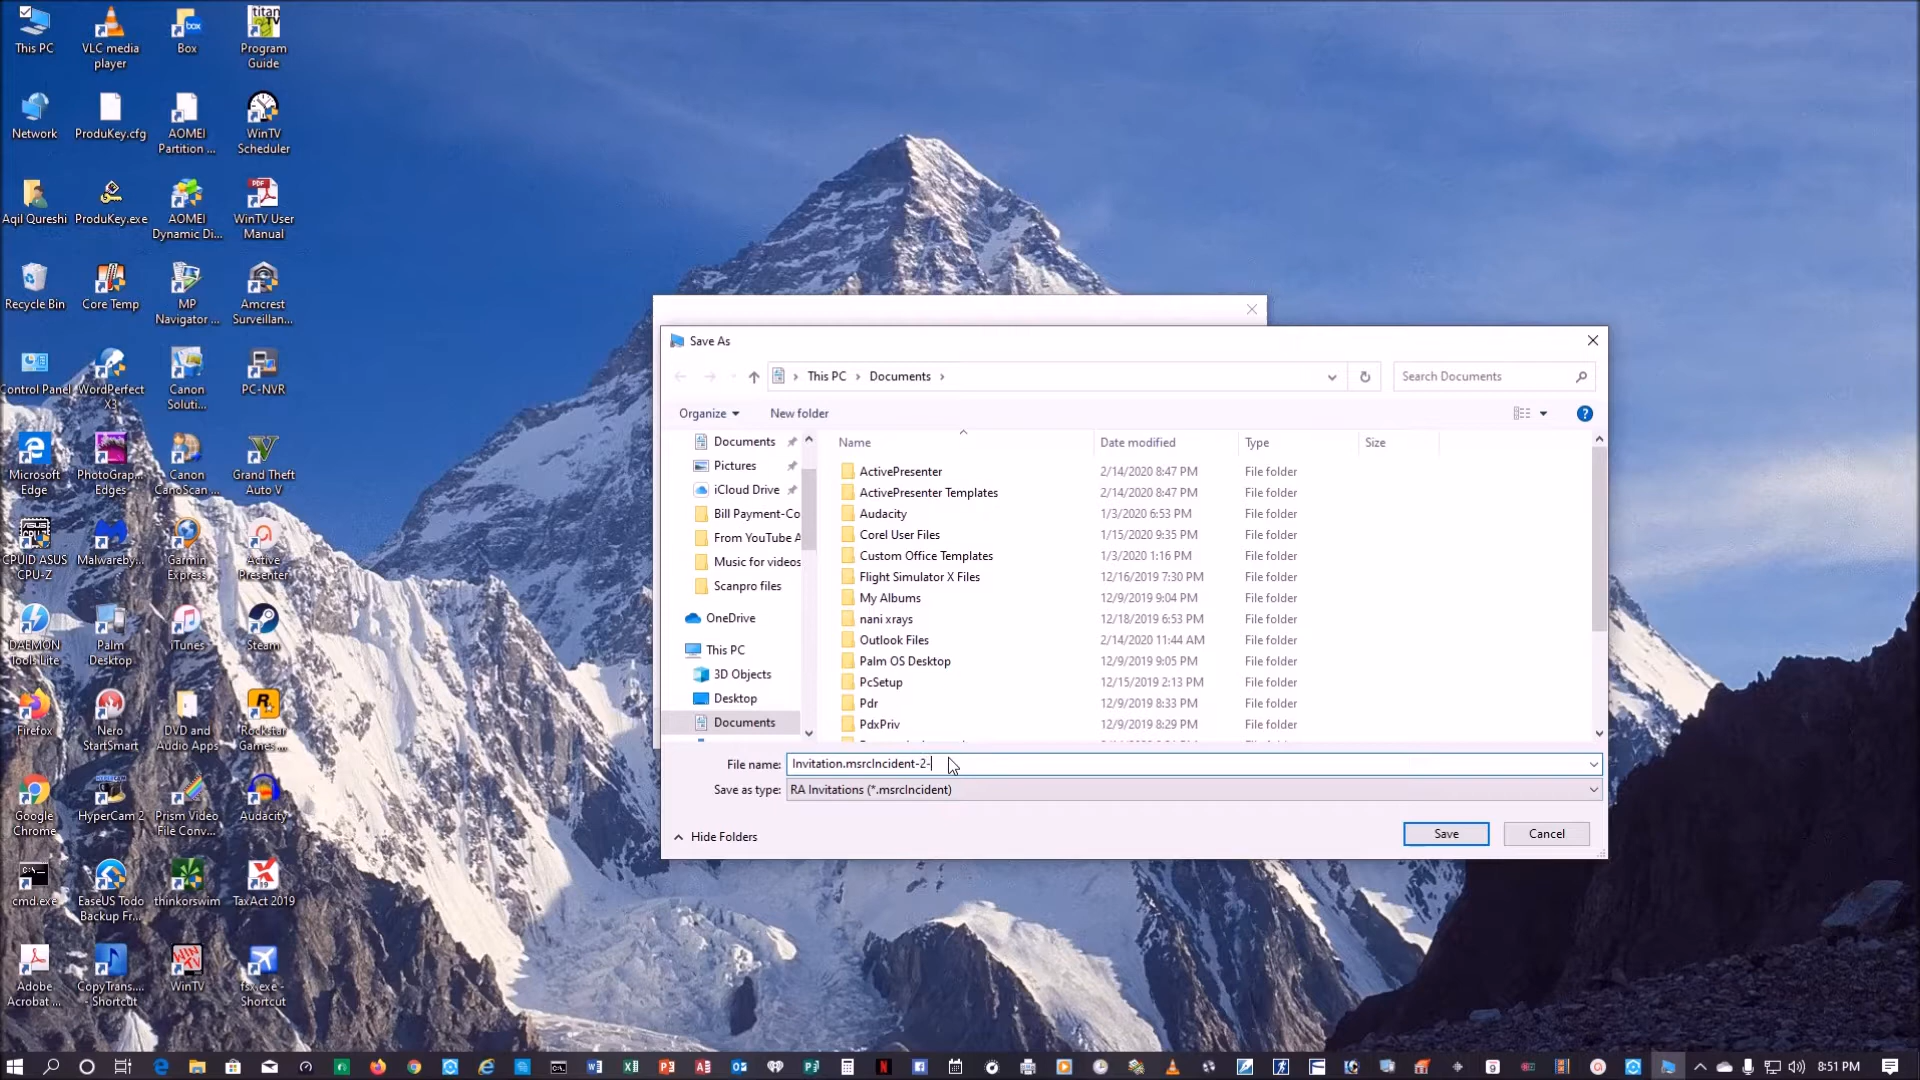 This PC
VLC media
player
Box
titan
TV
Program
Guide
Network
ProduKey.cfg
AOMEI
Partition ...
WinTV
Scheduler
Aqil Qureshi
ProduKey.exe
AOMEI
Dynamic Di...
WinTV User
Manual
Recycle Bin
Core Temp
MP
Navigator ...
Amcrest
Surveillan...
Control Panel
WordPerfect
X3
Canon
Soluti...
PC-NVR
Microsoft
Edge
PhotoGrap...
Edges
Canon
CanoScan ...
Grand Theft
Auto V
CPUID ASUS
CPU-Z
Malwareby...
Garmin
Express
Active
Presenter
DAEMON
Tools Lite
Palm
Desktop
iTunes
Steam
Firefox
Nero
StartSmart
DVD and
Audio Apps
Rockstar
Games ...
Google
Chrome
HyperCam 2
Prism Video
File Conv...
Audacity
cmd.exe
EaseUS Todo
Backup Fr...
thinkorswim
TaxAct 2019
Adobe
Acrobat ...
CopyTrans....
- Shortcut
WinTV
fsx.exe -
Shortcut
Save As
This PC > Documents >
Search Documents
Organize
New folder
Documents
Pictures
iCloud Drive
Bill Payment-Co
From YouTube A
Music for videos
Scanpro files
OneDrive
This PC
3D Objects
Desktop
Documents
Name Date modified Type Size
ActivePresenter 2/14/2020 8:47 PM File folder
ActivePresenter Templates 2/14/2020 8:47 PM File folder
Audacity 1/3/2020 6:53 PM File folder
Corel User Files 1/15/2020 9:35 PM File folder
Custom Office Templates 1/3/2020 1:16 PM File folder
Flight Simulator X Files 12/16/2019 7:30 PM File folder
My Albums 12/9/2019 9:04 PM File folder
nani xrays 12/18/2019 6:53 PM File folder
Outlook Files 2/14/2020 11:44 AM File folder
Palm OS Desktop 12/9/2019 9:05 PM File folder
PcSetup 12/15/2019 2:13 PM File folder
Pdr 12/9/2019 8:33 PM File folder
PdxPriv 12/9/2019 8:29 PM File folder
File name: Invitation.msrcIncident-2-
Save as type: RA Invitations (*.msrcIncident)
Hide Folders
Save
Cancel
8:51 PM